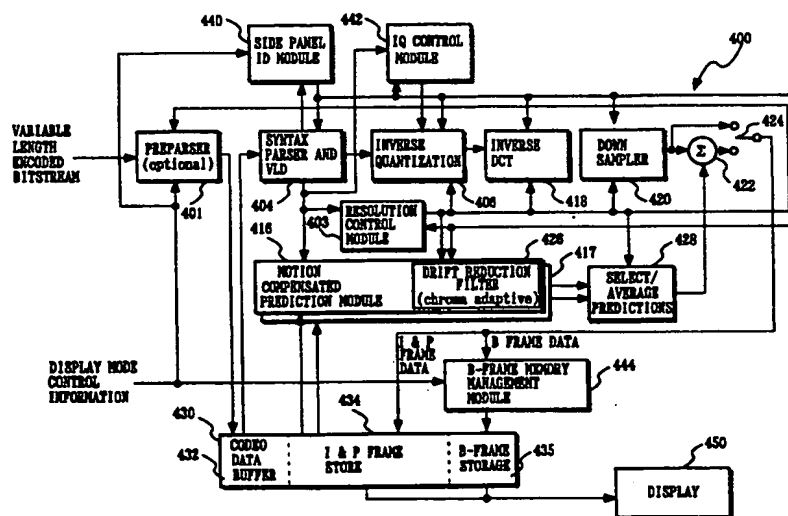 440
SIDE PANEL
ID MODULE
442
IQ CONTROL
MODULE
400
VARIABLE
LENGTH
ENCODED
BITSTREAM
PREPARSER
(optional)
401
SYNTAX
PARSER AND
VLD
404
INVERSE
QUANTIZATION
406
INVERSE
DCT
418
DOWN
SAMPLER
420
Σ
422
424
403
RESOLUTION
CONTROL
MODULE
416
MOTION
COMPENSATED
PREDICTION MODULE
426
DRIFT REDUCTION
FILTER
(chroma adaptive)
417
428
SELECT/
AVERAGE
PREDICTIONS
I & P
FRAME
DATA
B FRAME DATA
DISPLAY MODE
CONTROL
INFORMATION
B-FRAME MEMORY
MANAGEMENT
MODULE
444
430
432
CODED
DATA
BUFFER
434
I & P FRAME
STORE
B-FRAME
STORAGE
435
450
DISPLAY